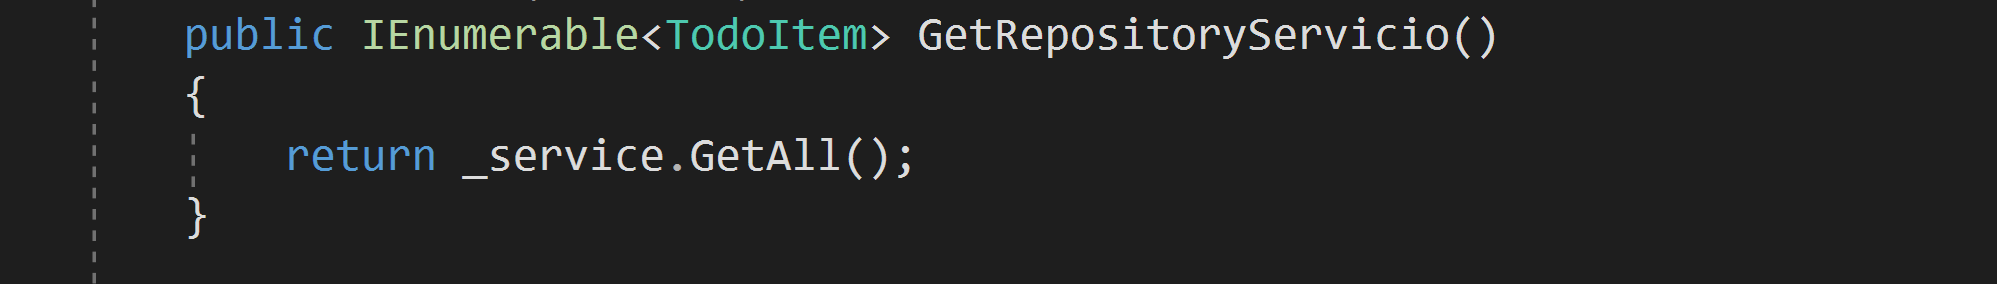 public IEnumerable<TodoItem> GetRepositoryServicio()
{
    return _service.GetAll();
}